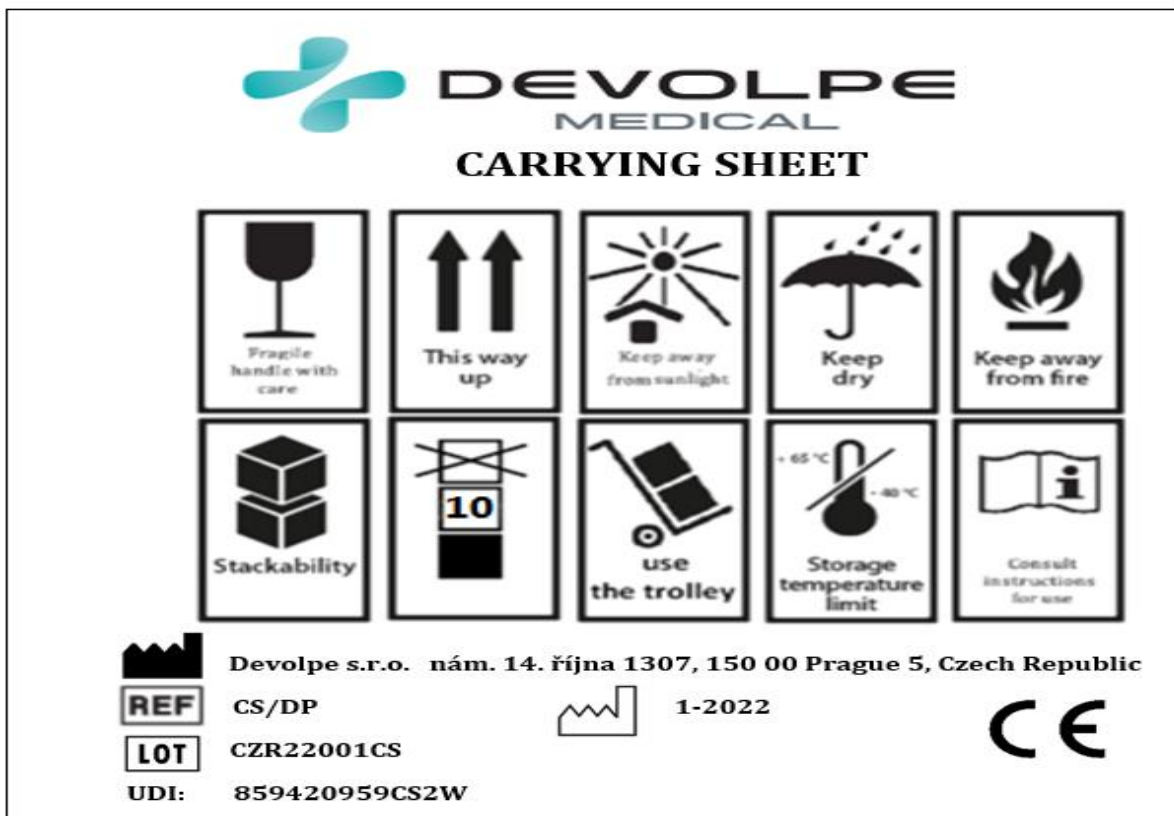 DEVOLPE
MEDICAL
CARRYING SHEET
Fragile
handle with
care
This way
up
Keep away
from sunlight
Keep
dry
Keep away
from fire
Stackability
10
use
the trolley
+ 65 °C
- 40 °C
Storage
temperature
limit
i
Consult
instructions
for use
Devolpe s.r.o. nám. 14. října 1307, 150 00 Prague 5, Czech Republic
REF CS/DP
1-2022
LOT CZR22001CS
UDI: 859420959CS2W
CE